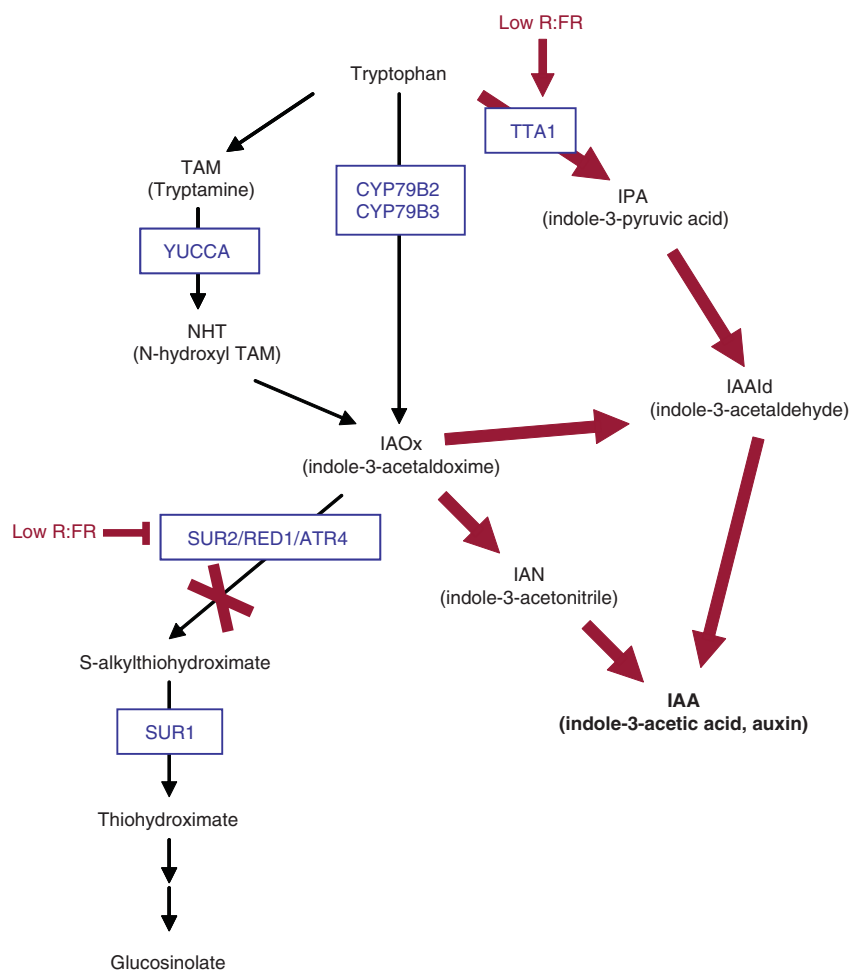 Low R:FR
Tryptophan
TTA1
TAM
(Tryptamine)
CYP79B2
CYP79B3
IPA
(indole-3-pyruvic acid)
YUCCA
NHT
(N-hydroxyl TAM)
IAAld
(indole-3-acetaldehyde)
IAOx
(indole-3-acetaldoxime)
Low R:FR
SUR2/RED1/ATR4
IAN
(indole-3-acetonitrile)
S-alkylthiohydroximate
IAA
(indole-3-acetic acid, auxin)
SUR1
Thiohydroximate
Glucosinolate